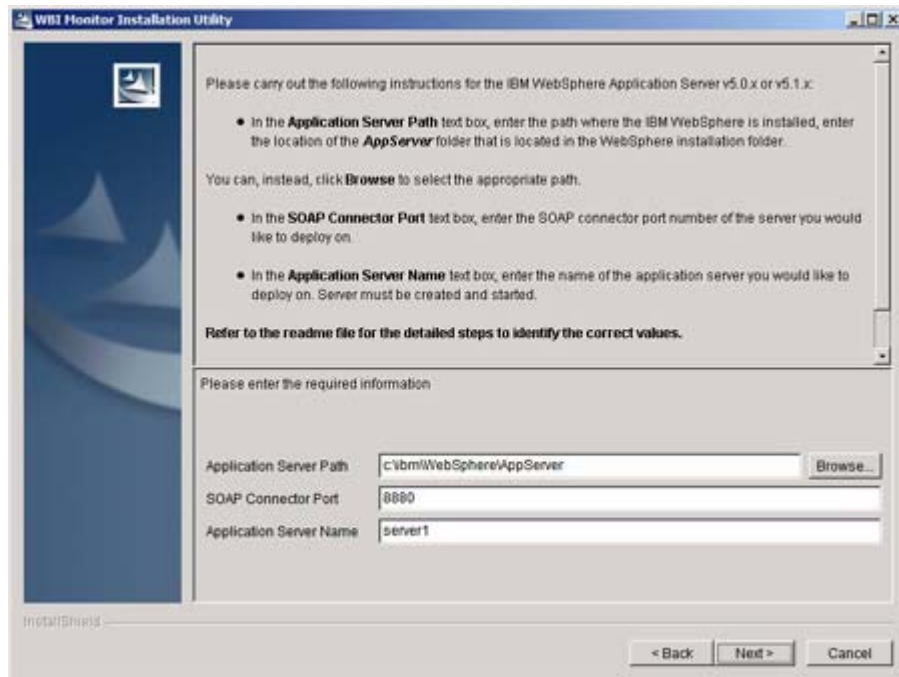 WBI Monitor Installation Utility
Please carry out the following instructions for the IBM WebSphere Application Server v5.0.x or v5.1.x:
● In the Application Server Path text box, enter the path where the IBM WebSphere is installed, enter
the location of the AppServer folder that is located in the WebSphere installation folder.
You can, instead, click Browse to select the appropriate path.
● In the SOAP Connector Port text box, enter the SOAP connector port number of the server you would
like to deploy on.
● In the Application Server Name text box, enter the name of the application server you would like to
deploy on. Server must be created and started.
Refer to the readme file for the detailed steps to identify the correct values.
Please enter the required information
Application Server Path c:\ibm\WebSphere\AppServer Browse...
SOAP Connector Port 8880
Application Server Name server1
InstallShield
< Back Next > Cancel